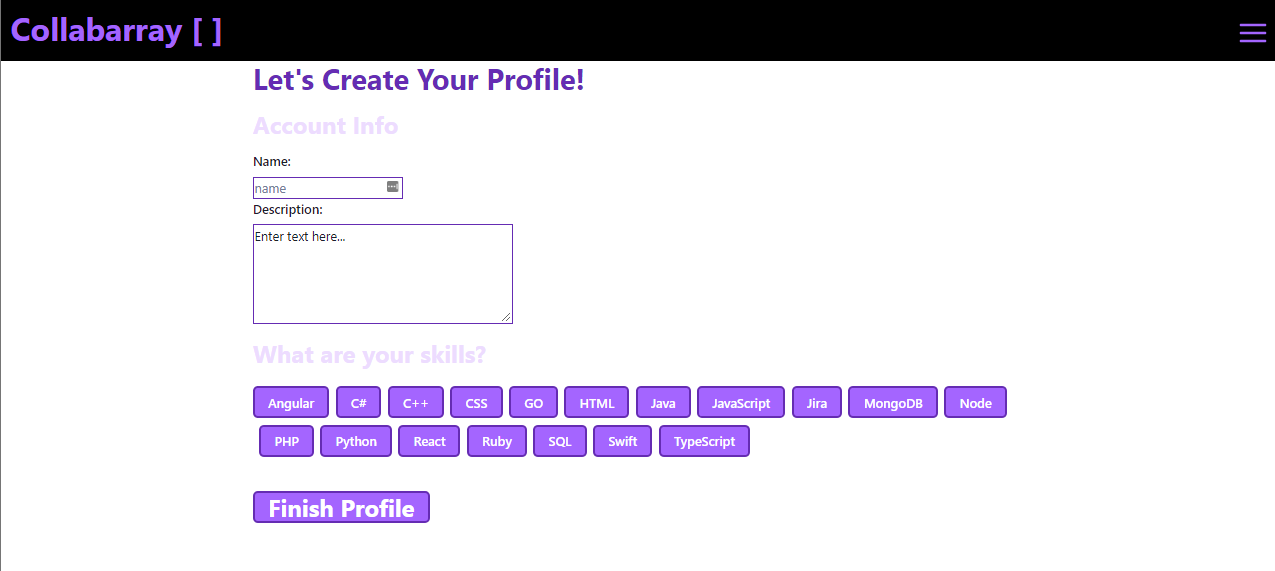 Collabarray [ ]
Let's Create Your Profile!
Account Info
Name:
name
Description:
Enter text here...
What are your skills?
Angular C# C++ CSS GO HTML Java JavaScript Jira MongoDB Node
PHP Python React Ruby SQL Swift TypeScript
Finish Profile